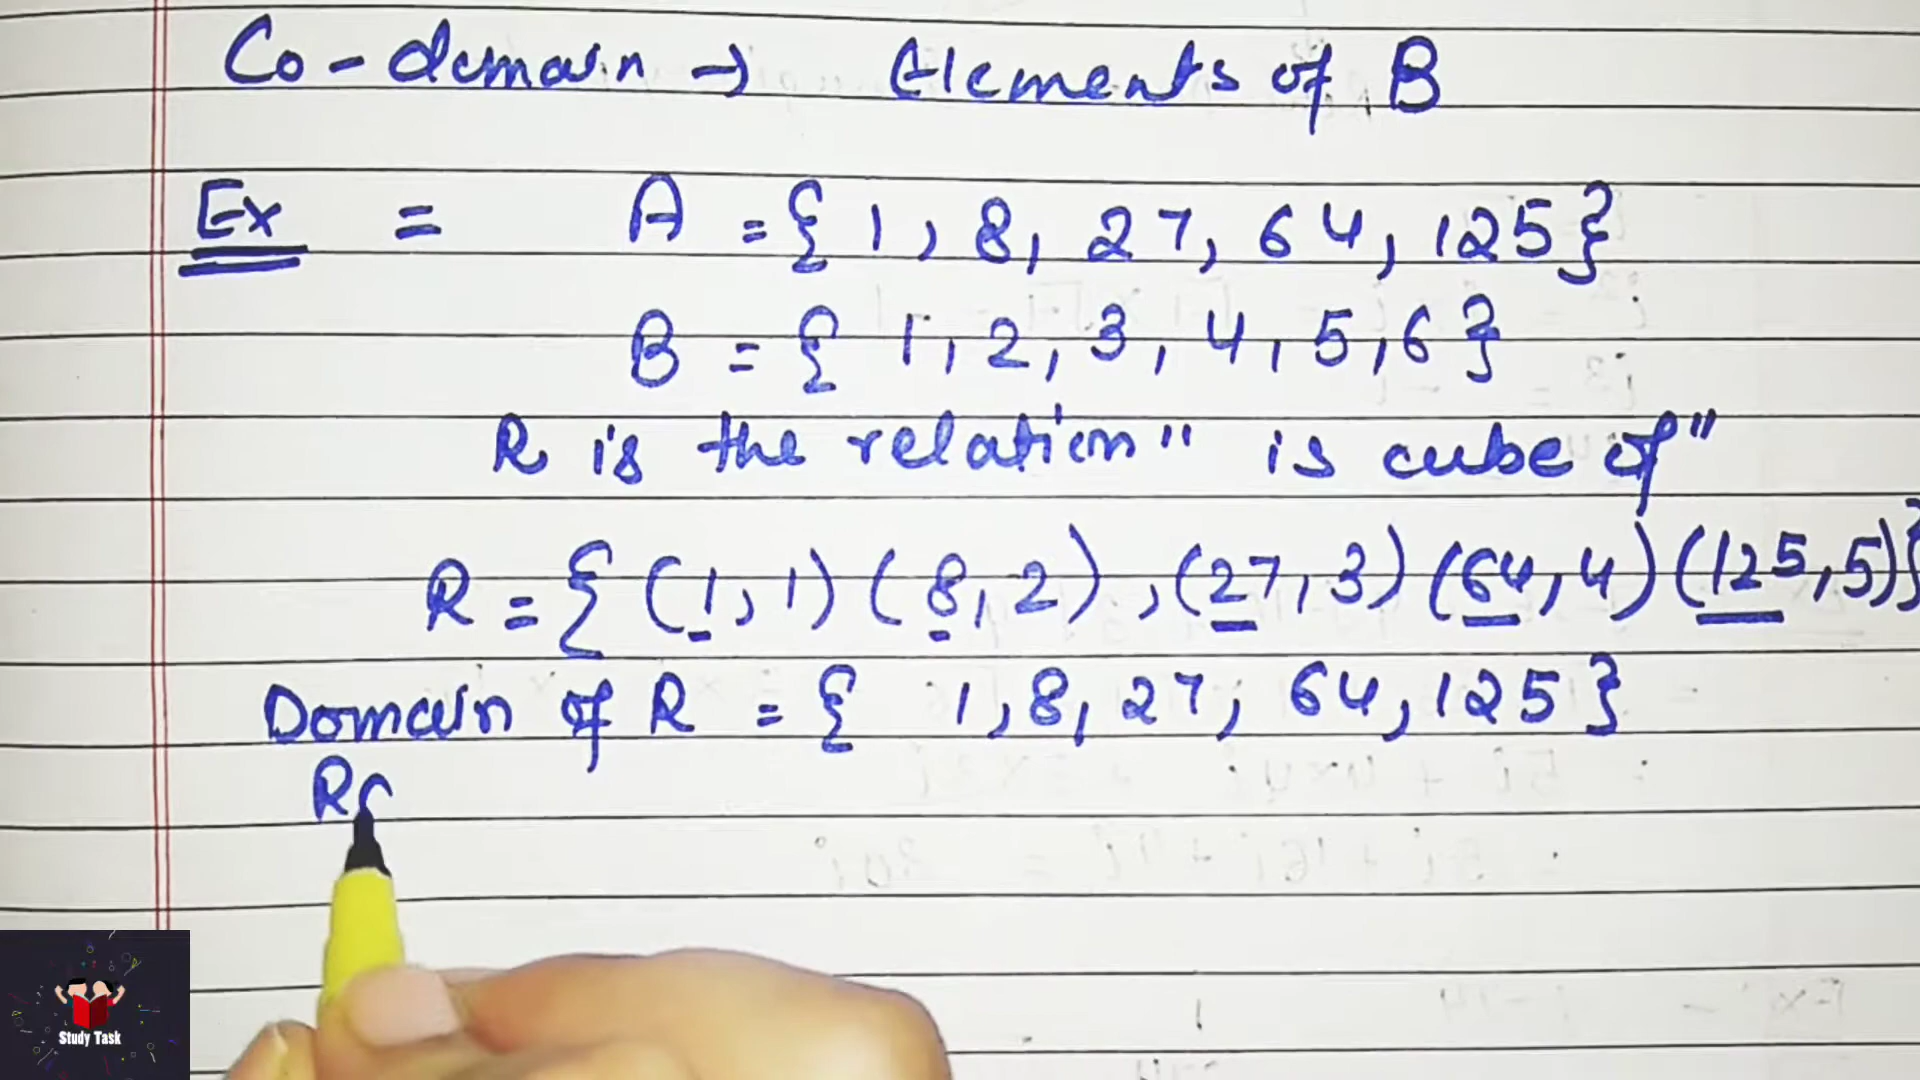 Co-domain → Elements of B
Ex = A = { 1, 8, 27, 64, 125}
B = { 1, 2, 3, 4, 5, 6}
R is the relation " is cube of"
R = { (1, 1) (8, 2), (27, 3) (64, 4) (125, 5)}
Domain of R = { 1, 8, 27, 64, 125}
Study Task